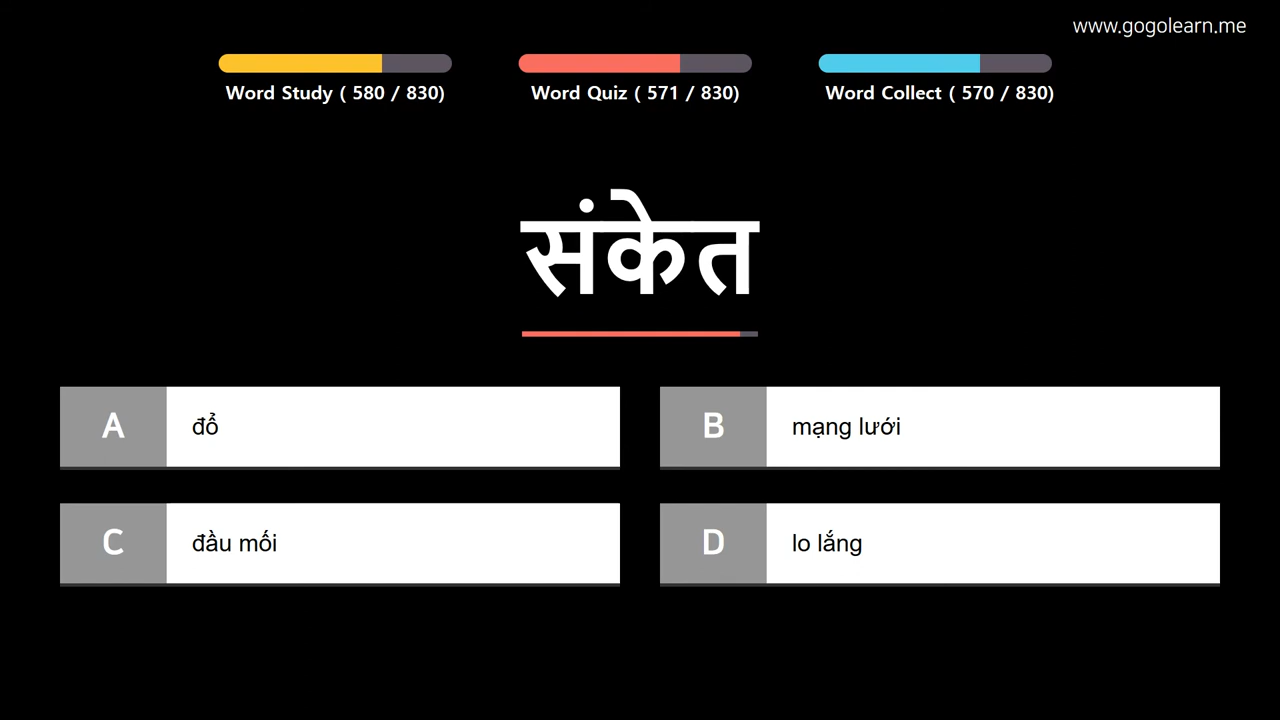 www.gogolearn.me
Word Study ( 580 / 830)
Word Quiz ( 571 / 830)
Word Collect ( 570 / 830)
संकेत
A
đổ
B
mạng lưới
C
đầu mối
D
lo lắng